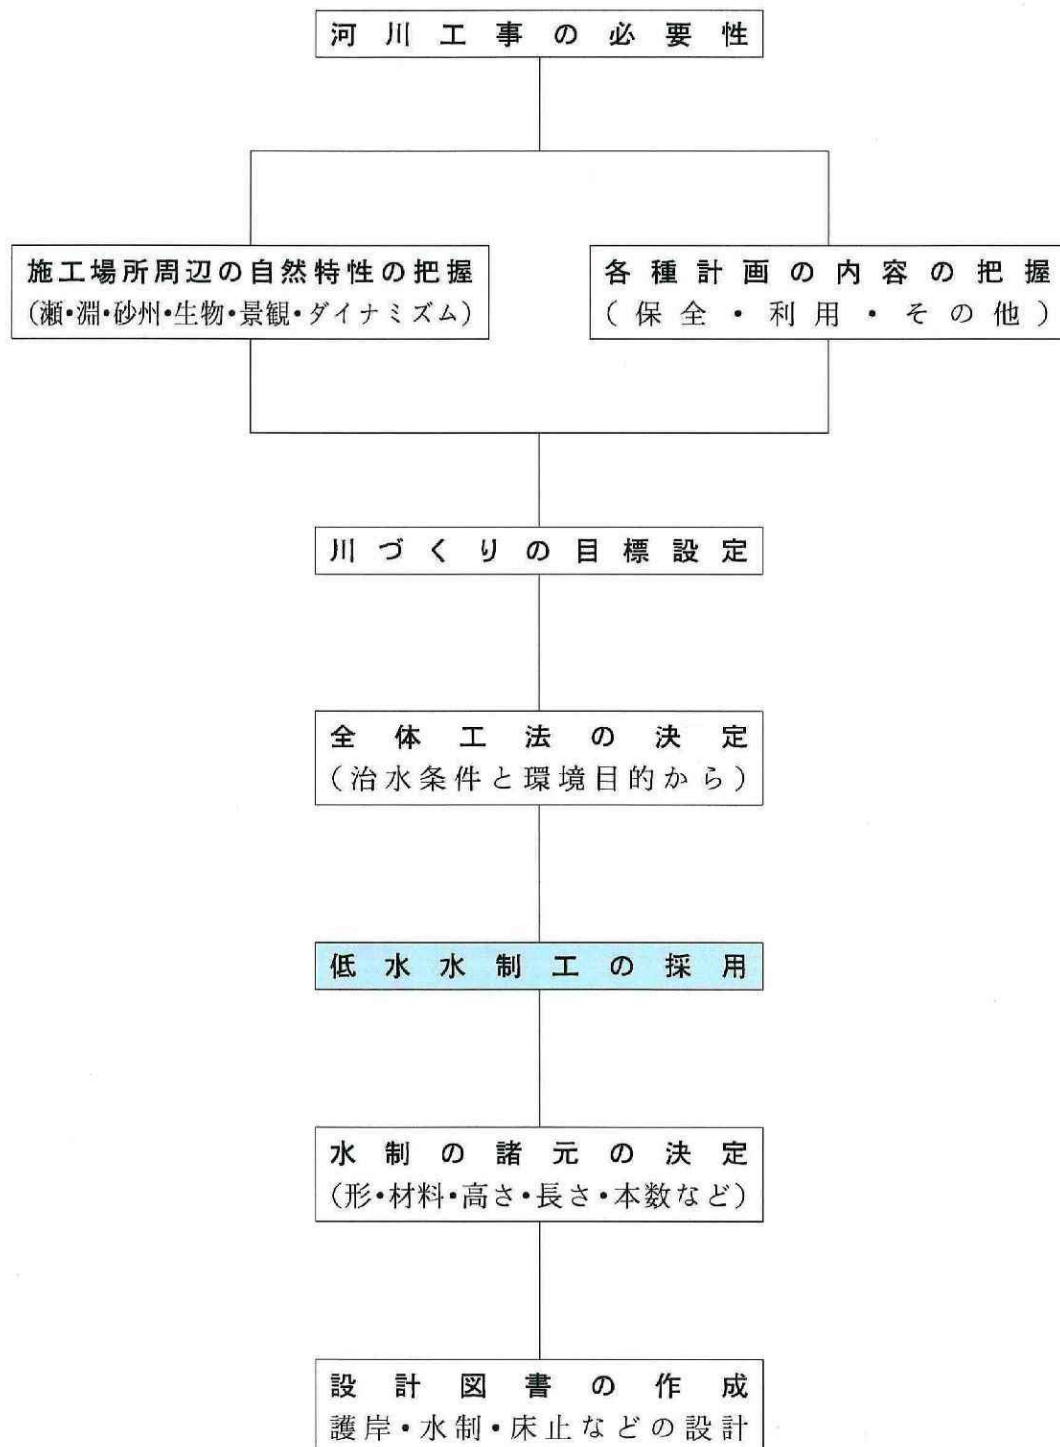 河川工事の必要性
施工場所周辺の自然特性の把握
(瀬・淵・砂州・生物・景観・ダイナミズム)
各種計画の内容の把握
(保全・利用・その他)
川づくりの目標設定
全体工法の決定
(治水条件と環境目的から)
低水水制工の採用
水制の諸元の決定
(形・材料・高さ・長さ・本数など)
設計図書の作成
護岸・水制・床止などの設計